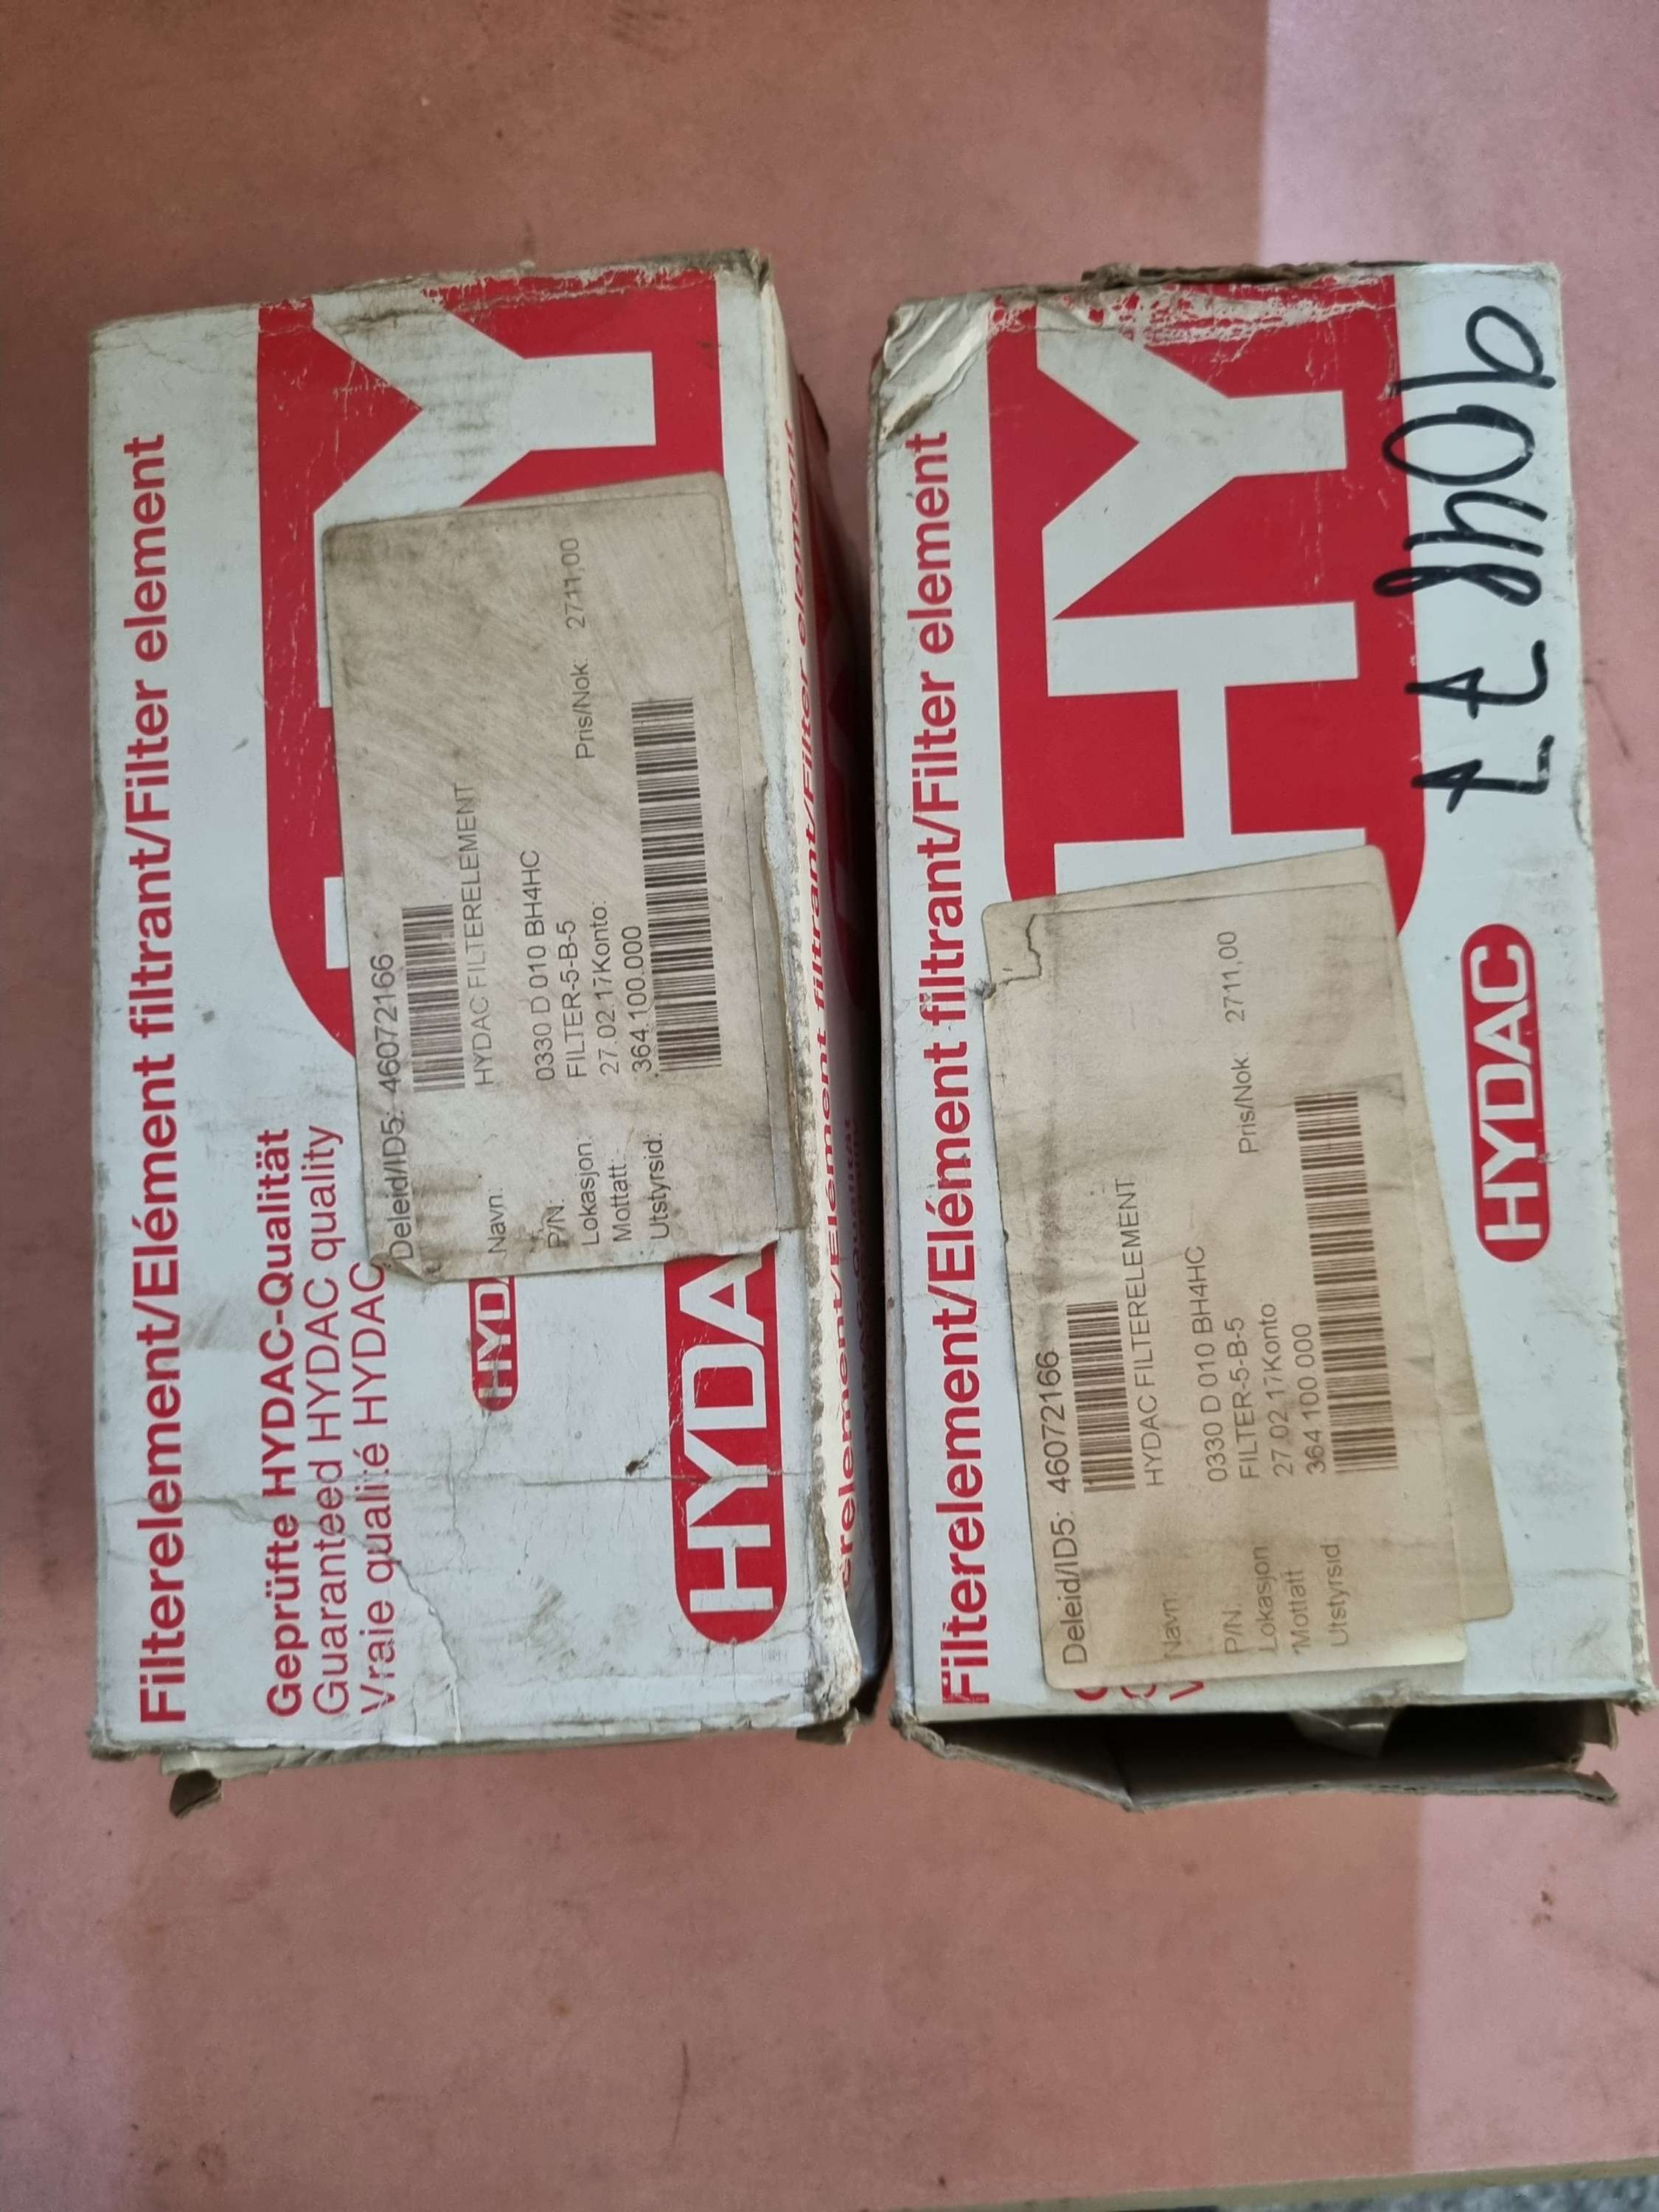 Filterelement/Elément filtrant/Filter element
Geprüfte HYDAC-Qualität
Guaranteed HYDAC quality
Vraie qualité HYDAC
HYD
HYDA
Y
Deleid/ID5: 46072166
Navn: HYDAC FILTERELEMENT
P/N: 0330 D 010 BH4HC
Lokasjon: FILTER-5-B-5
Mottatt: 27.02.17Konto: Pris/Nok 2711,00
Utstyrsid: 364.100.000
Filterelement/Elément filtrant/Filter element
HY
Deleid/ID5: 46072166
Navn: HYDAC FILTERELEMENT
P/N: 0330 D 010 BH4HC
Lokasjon FILTER-5-B-5
Mottatt 27.02.17Konto Pris/Nok 2711,00
Utstyrsid 364.100.000
HYDAC